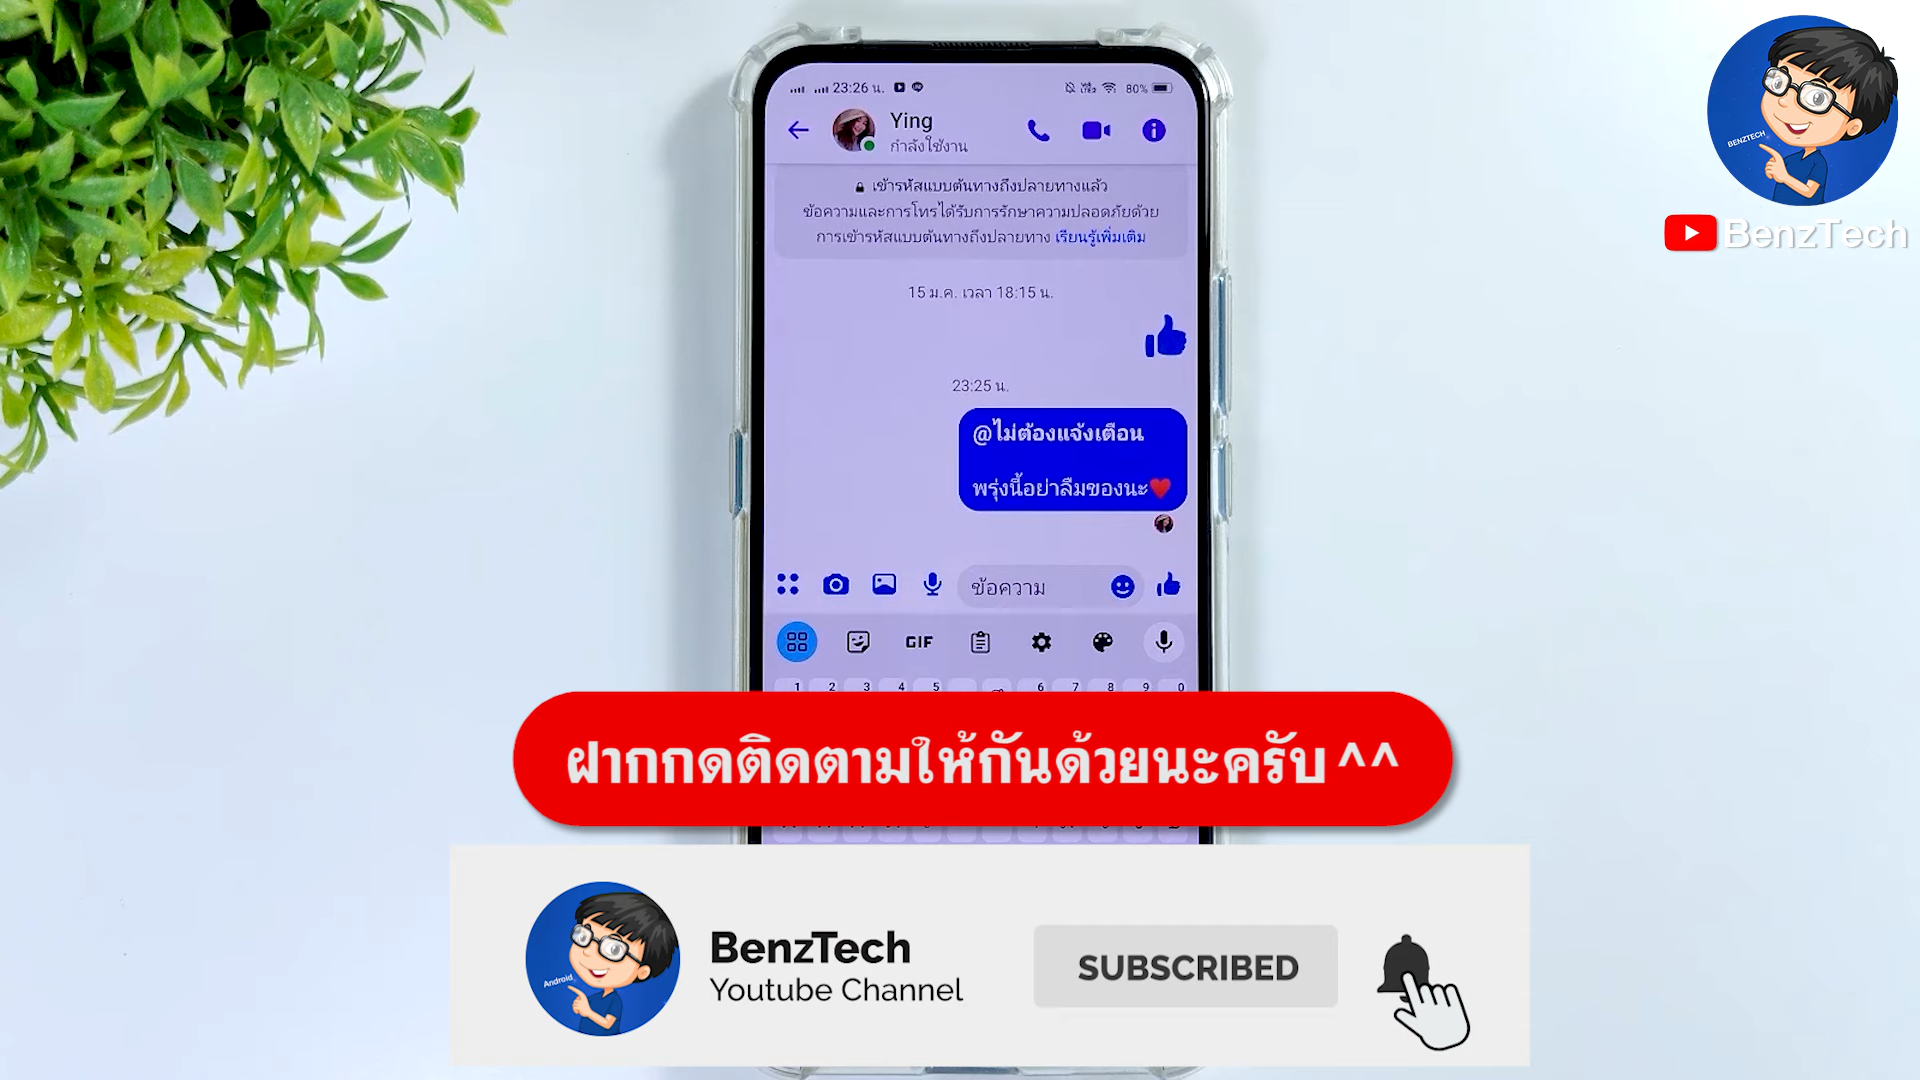 23:26 น.
80%
Ying
กำลังใช้งาน
เข้ารหัสแบบต้นทางถึงปลายทางแล้ว
ข้อความและการโทรได้รับการรักษาความปลอดภัยด้วย
การเข้ารหัสแบบต้นทางถึงปลายทาง เรียนรู้เพิ่มเติม
15 ม.ค. เวลา 18:15 น.
23:25 น.
@ไม่ต้องแจ้งเตือน
พรุ่งนี้อย่าลืมของนะ❤️
ข้อความ
GIF
1 2 3 4 5 6 7 8 9 0
BENZTECH
BenzTech
ฝากกดติดตามให้กันด้วยนะครับ ^^
Android
BenzTech
Youtube Channel
SUBSCRIBED